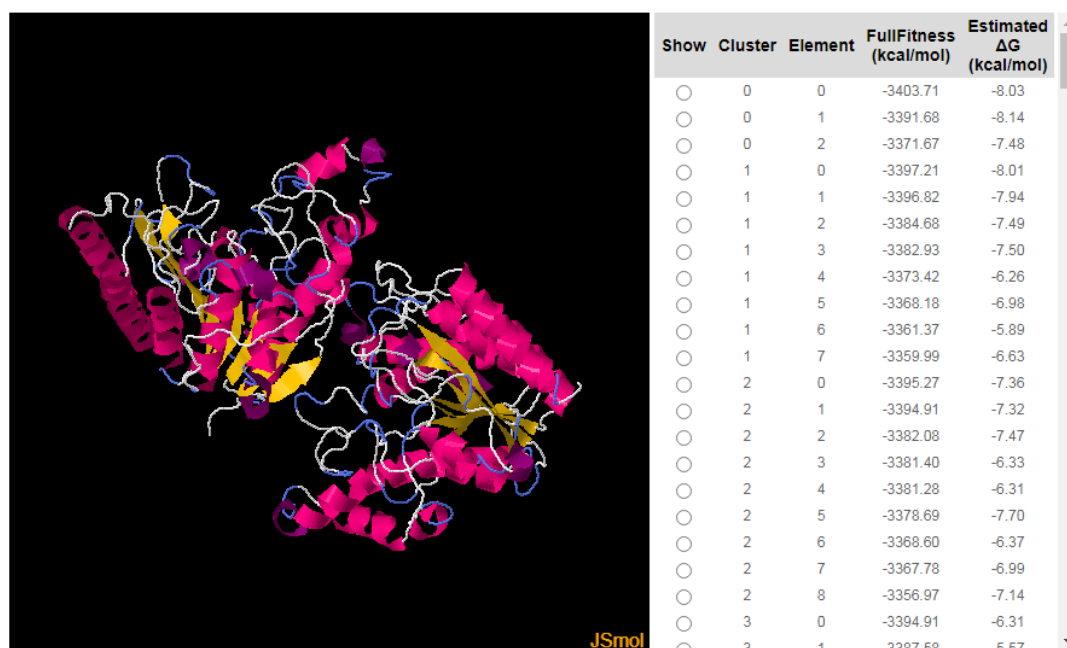 Show Cluster Element FullFitness (kcal/mol) Estimated ΔG (kcal/mol)
0 0 -3403.71 -8.03
0 1 -3391.68 -8.14
0 2 -3371.67 -7.48
1 0 -3397.21 -8.01
1 1 -3396.82 -7.94
1 2 -3384.68 -7.49
1 3 -3382.93 -7.50
1 4 -3373.42 -6.26
1 5 -3368.18 -6.98
1 6 -3361.37 -5.89
1 7 -3359.99 -6.63
2 0 -3395.27 -7.36
2 1 -3394.91 -7.32
2 2 -3382.08 -7.47
2 3 -3381.40 -6.33
2 4 -3381.28 -6.31
2 5 -3378.69 -7.70
2 6 -3368.60 -6.37
2 7 -3367.78 -6.99
2 8 -3356.97 -7.14
3 0 -3394.91 -6.31
3 1 -3387.58 -5.57
JSmol